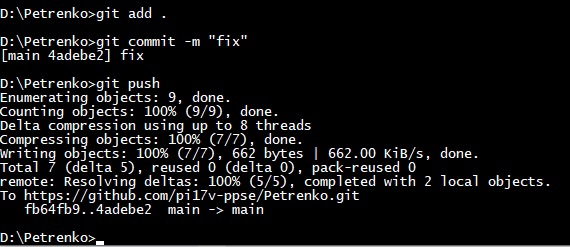 D:\Petrenko>git add .
D:\Petrenko>git commit -m "fix"
[main 4adebe2] fix
D:\Petrenko>git push
Enumerating objects: 9, done.
Counting objects: 100% (9/9), done.
Delta compression using up to 8 threads
Compressing objects: 100% (7/7), done.
Writing objects: 100% (7/7), 662 bytes | 662.00 KiB/s, done.
Total 7 (delta 5), reused 0 (delta 0), pack-reused 0
remote: Resolving deltas: 100% (5/5), completed with 2 local objects.
To https://github.com/pi17v-ppse/Petrenko.git
   fb64fb9..4adebe2  main -> main
D:\Petrenko>_